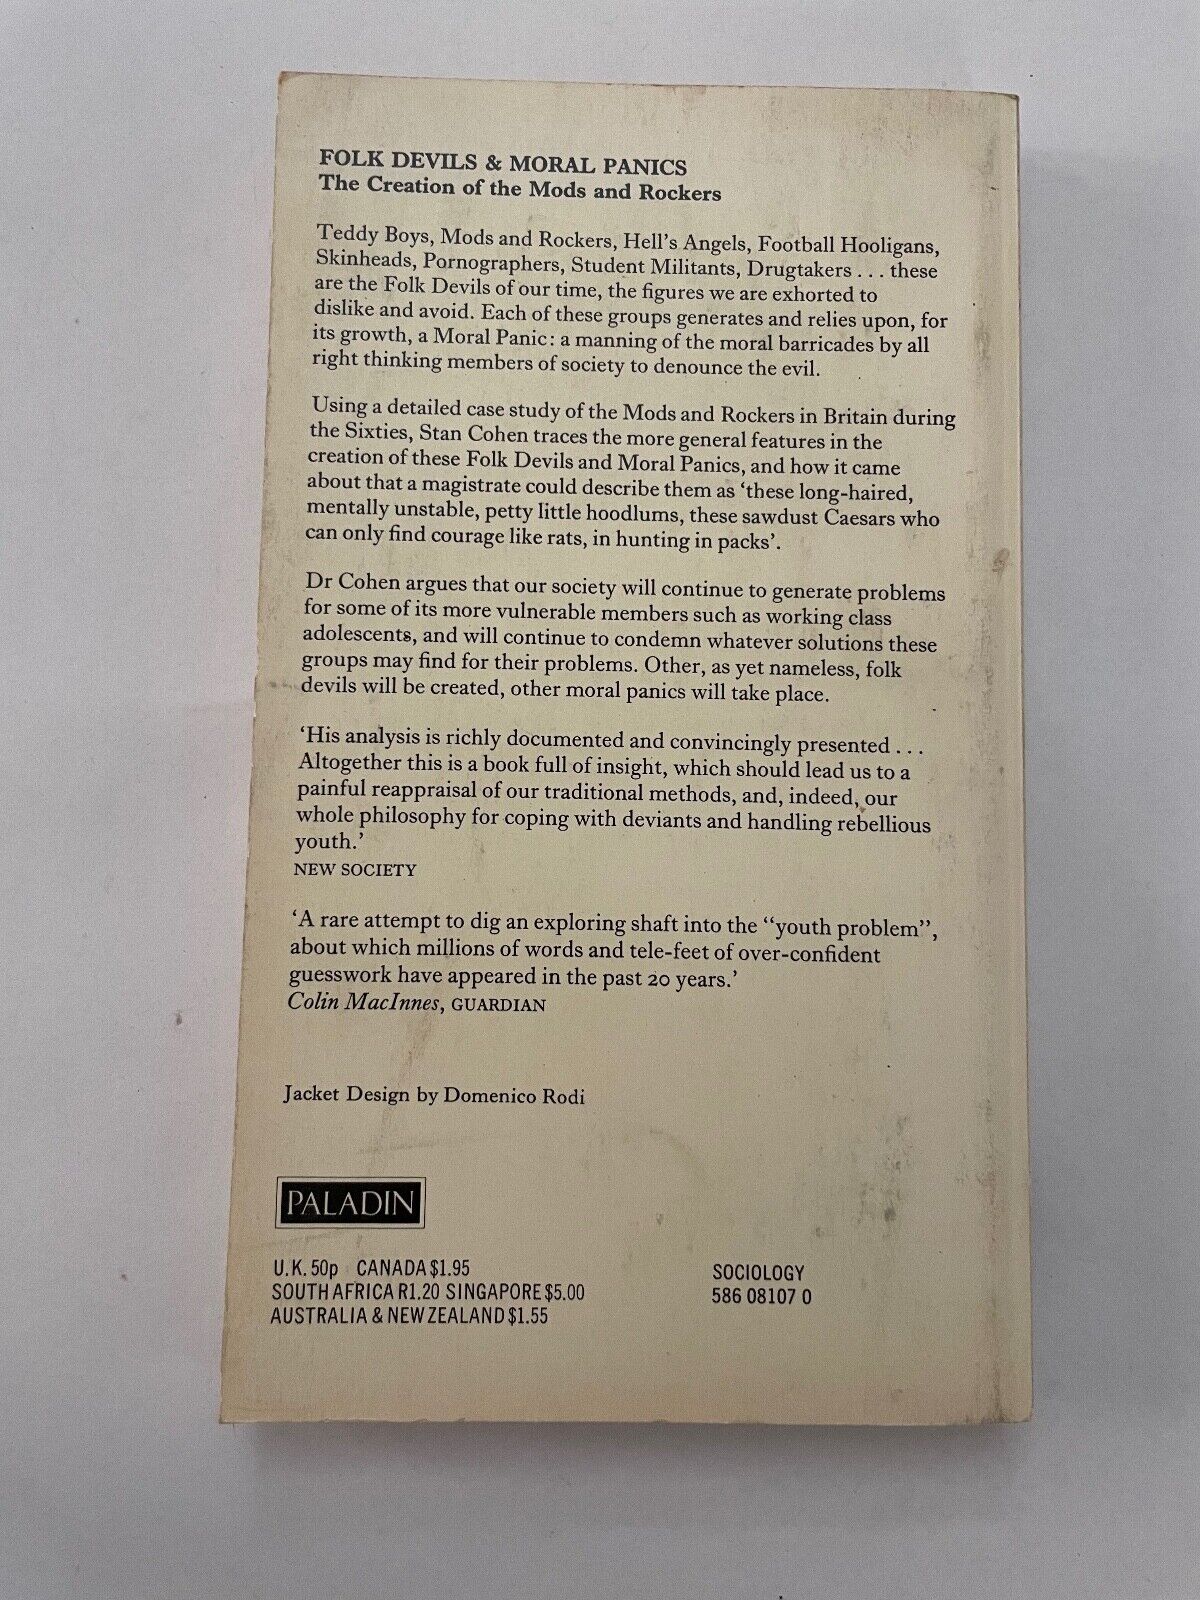 FOLK DEVILS & MORAL PANICS
The Creation of the Mods and Rockers
Teddy Boys, Mods and Rockers, Hell's Angels, Football Hooligans,
Skinheads, Pornographers, Student Militants, Drugtakers . . . these
are the Folk Devils of our time, the figures we are exhorted to
dislike and avoid. Each of these groups generates and relies upon, for
its growth, a Moral Panic: a manning of the moral barricades by all
right thinking members of society to denounce the evil.
Using a detailed case study of the Mods and Rockers in Britain during
the Sixties, Stan Cohen traces the more general features in the
creation of these Folk Devils and Moral Panics, and how it came
about that a magistrate could describe them as 'these long-haired,
mentally unstable, petty little hoodlums, these sawdust Caesars who
can only find courage like rats, in hunting in packs'.
Dr Cohen argues that our society will continue to generate problems
for some of its more vulnerable members such as working class
adolescents, and will continue to condemn whatever solutions these
groups may find for their problems. Other, as yet nameless, folk
devils will be created, other moral panics will take place.
'His analysis is richly documented and convincingly presented . . .
Altogether this is a book full of insight, which should lead us to a
painful reappraisal of our traditional methods, and, indeed, our
whole philosophy for coping with deviants and handling rebellious
youth.'
NEW SOCIETY
'A rare attempt to dig an exploring shaft into the "youth problem",
about which millions of words and tele-feet of over-confident
guesswork have appeared in the past 20 years.'
Colin MacInnes, GUARDIAN
Jacket Design by Domenico Rodi
PALADIN
U.K. 50p CANADA $1.95
SOUTH AFRICA R1.20 SINGAPORE $5.00
AUSTRALIA & NEW ZEALAND $1.55
SOCIOLOGY
586 08107 0